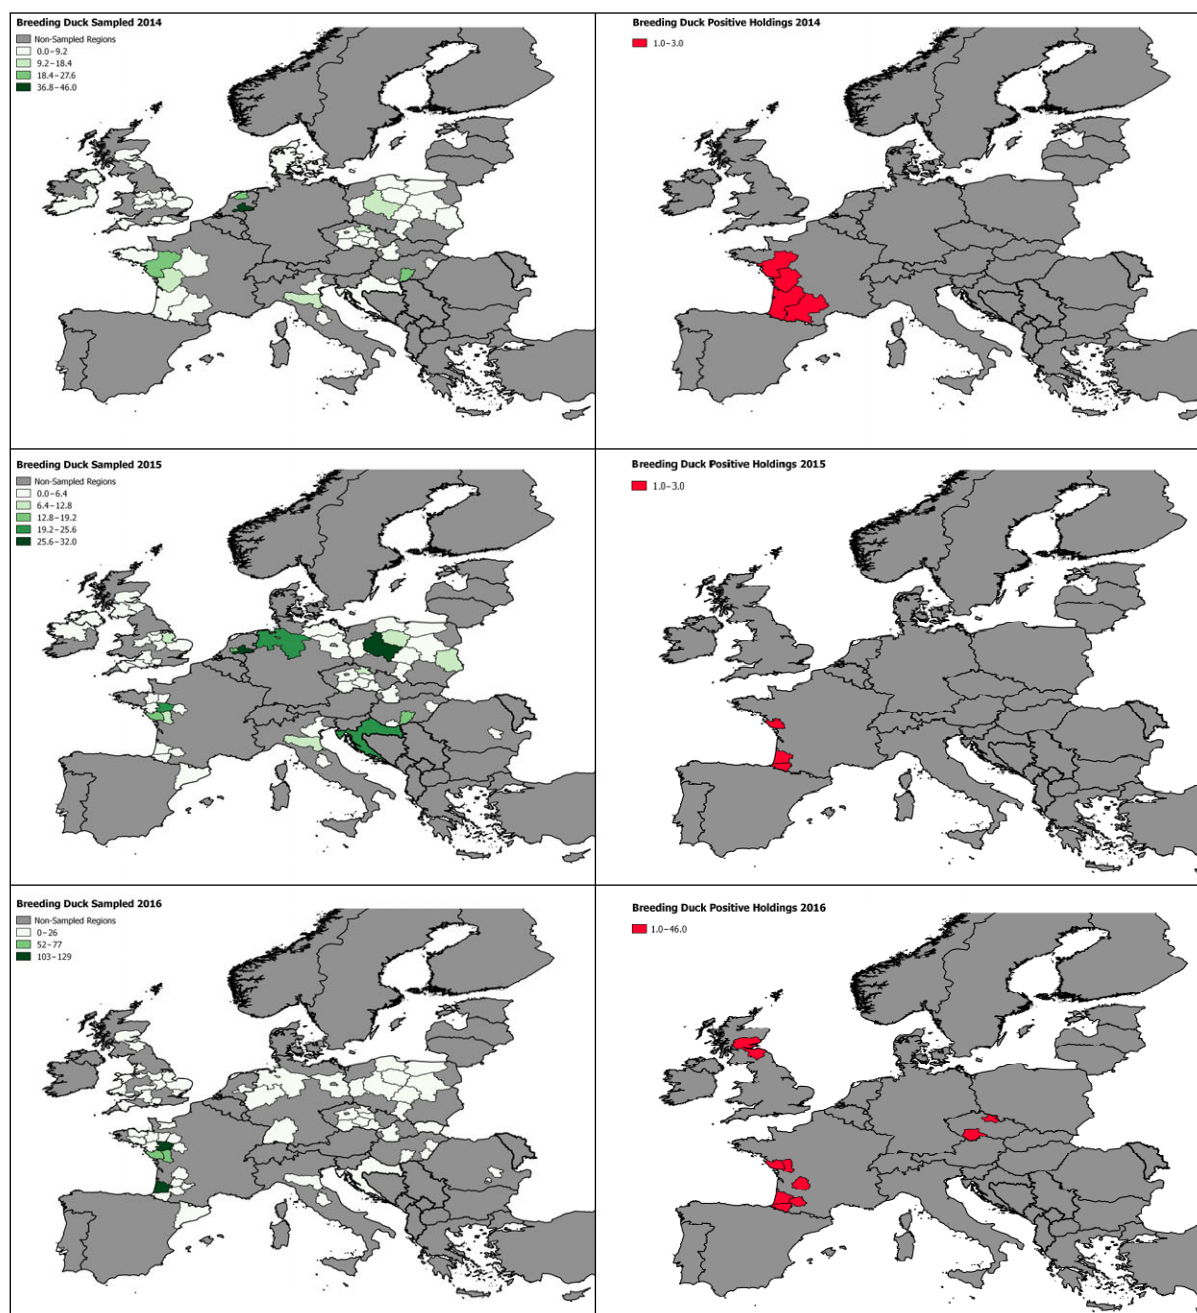 Breeding Duck Sampled 2014
Non-Sampled Regions
0.0–9.2
9.2–18.4
18.4–27.6
36.8–46.0
Breeding Duck Positive Holdings 2014
1.0–3.0
Breeding Duck Sampled 2015
Non-Sampled Regions
0.0–6.4
6.4–12.8
12.8–19.2
19.2–25.6
25.6–32.0
Breeding Duck Positive Holdings 2015
1.0–3.0
Breeding Duck Sampled 2016
Non-Sampled Regions
0–26
52–77
103–129
Breeding Duck Positive Holdings 2016
1.0–46.0